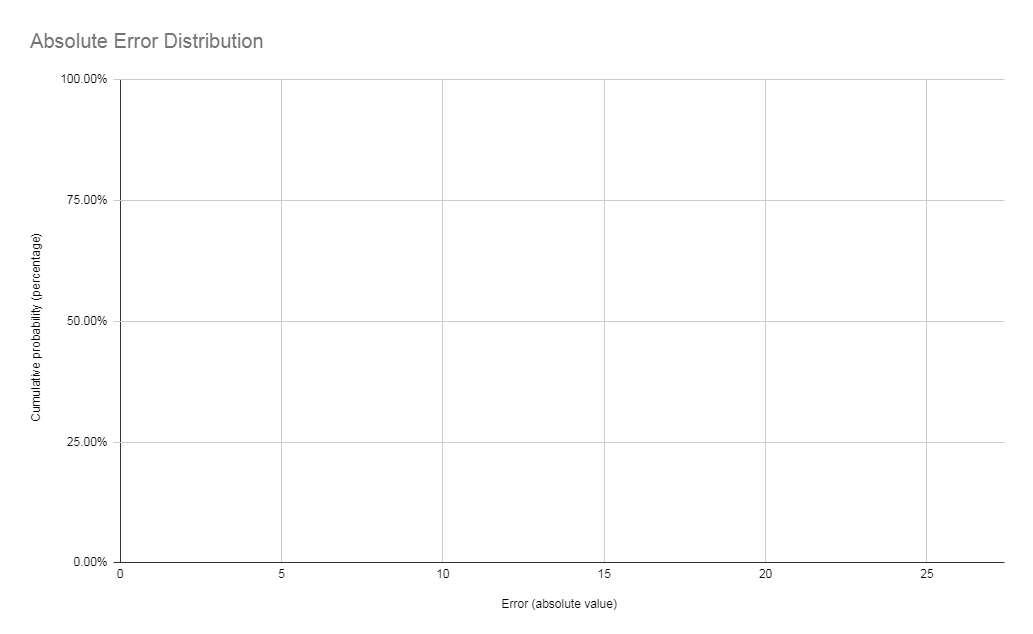 Absolute Error Distribution
100.00%
75.00%
50.00%
25.00%
0.00%
Cumulative probability (percentage)
0 5 10 15 20 25
Error (absolute value)